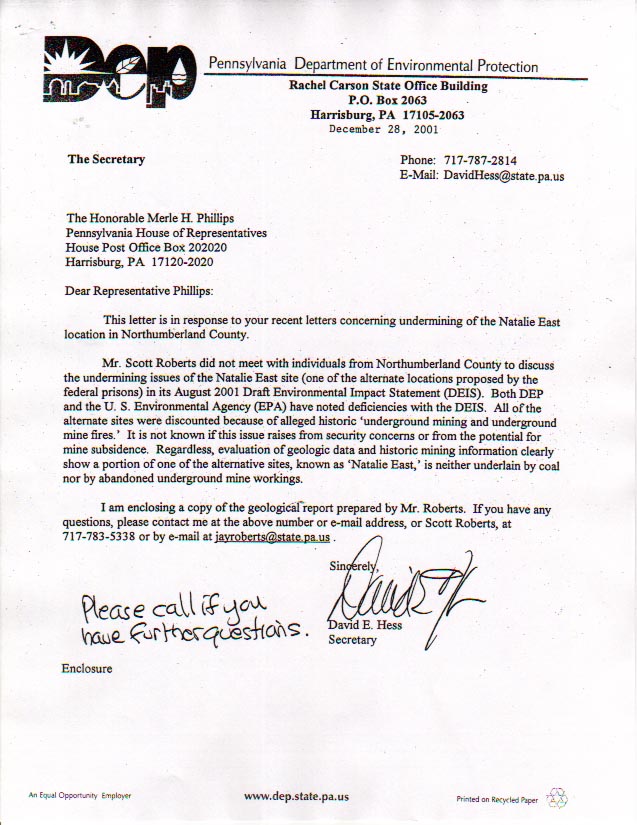 Dep
Pennsylvania Department of Environmental Protection
Rachel Carson State Office Building
P.O. Box 2063
Harrisburg, PA 17105-2063
December 28, 2001
The Secretary
Phone: 717-787-2814
E-Mail: DavidHess@state.pa.us
The Honorable Merle H. Phillips
Pennsylvania House of Representatives
House Post Office Box 202020
Harrisburg, PA 17120-2020
Dear Representative Phillips:
This letter is in response to your recent letters concerning undermining of the Natalie East
location in Northumberland County.
Mr. Scott Roberts did not meet with individuals from Northumberland County to discuss
the undermining issues of the Natalie East site (one of the alternate locations proposed by the
federal prisons) in its August 2001 Draft Environmental Impact Statement (DEIS). Both DEP
and the U. S. Environmental Agency (EPA) have noted deficiencies with the DEIS. All of the
alternate sites were discounted because of alleged historic 'underground mining and underground
mine fires.' It is not known if this issue raises from security concerns or from the potential for
mine subsidence. Regardless, evaluation of geologic data and historic mining information clearly
show a portion of one of the alternative sites, known as 'Natalie East,' is neither underlain by coal
nor by abandoned underground mine workings.
I am enclosing a copy of the geological report prepared by Mr. Roberts. If you have any
questions, please contact me at the above number or e-mail address, or Scott Roberts, at
717-783-5338 or by e-mail at jayroberts@state.pa.us .
Sincerely,
Please call if you
have further questions.
David E. Hess
Secretary
Enclosure
An Equal Opportunity Employer
www.dep.state.pa.us
Printed on Recycled Paper